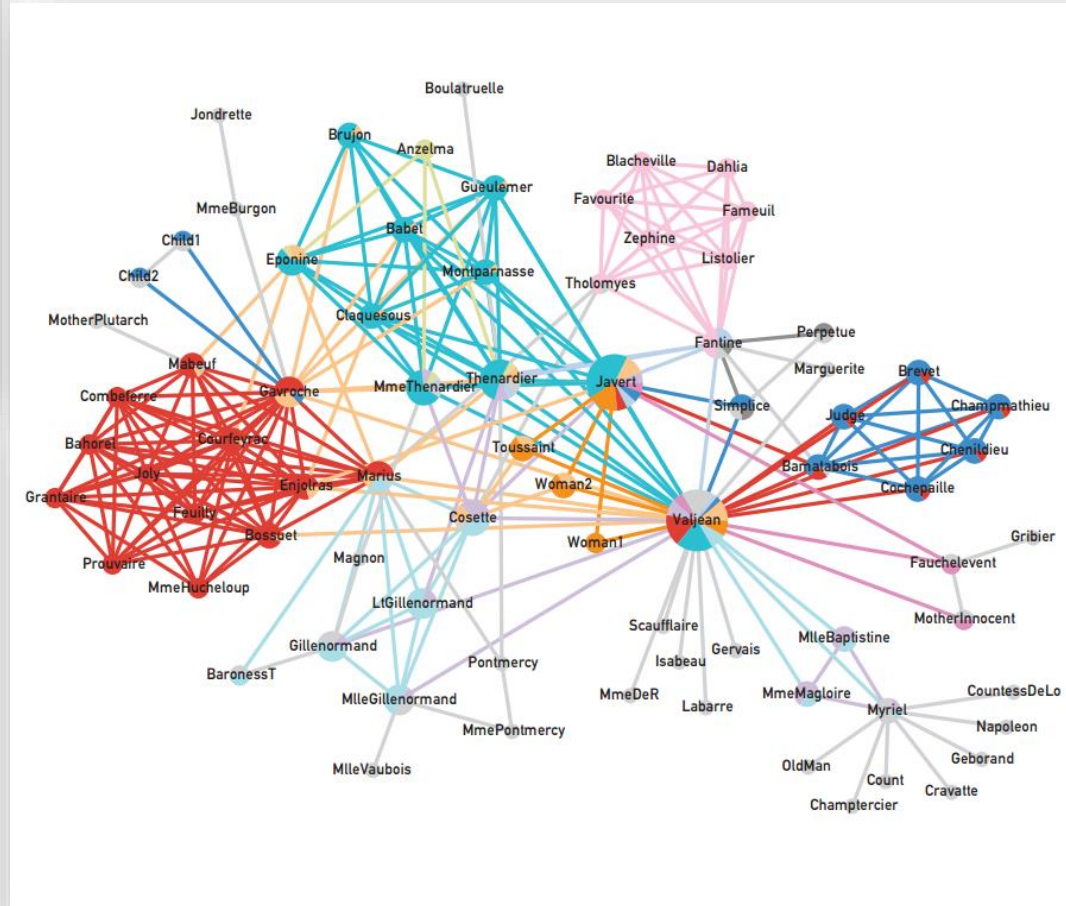 Boulatruelle
Jondrette
Brujon
Anzelma
Blacheville
Dahlia
Gueulemer
Favourite
MmeBurgon
Fameuil
Babet
Child1
Zephine
Eponine
Listolier
Montparnasse
Child2
Tholomyes
Claquesous
MotherPlutarch
Perpetue
Fantine
Mabeuf
Marguerite
Brevet
Thenardier
Javert
MmeThenardier
Gavroche
Combeferre
Simplice
Champmathieu
Judge
Courfeyrac
Bahorel
Toussaint
Chenildieu
Bamatabois
Joly
Marius
Woman2
Enjolras
Cochepaille
Grantaire
Feuilly
Cosette
Valjean
Bossuet
Gribier
Woman1
Magnon
Prouvaire
Fauchelevent
MmeHucheloup
LtGillenormand
MotherInnocent
Scaufflaire
MlleBaptistine
Gillenormand
Gervais
Isabeau
Pontmercy
BaronessT
CountessDeLo
MmeMagloire
MmeDeR
MlleGillenormand
Labarre
Myriel
Napoleon
MmePontmercy
Geborand
OldMan
MlleVaubois
Count
Cravatte
Champtercier